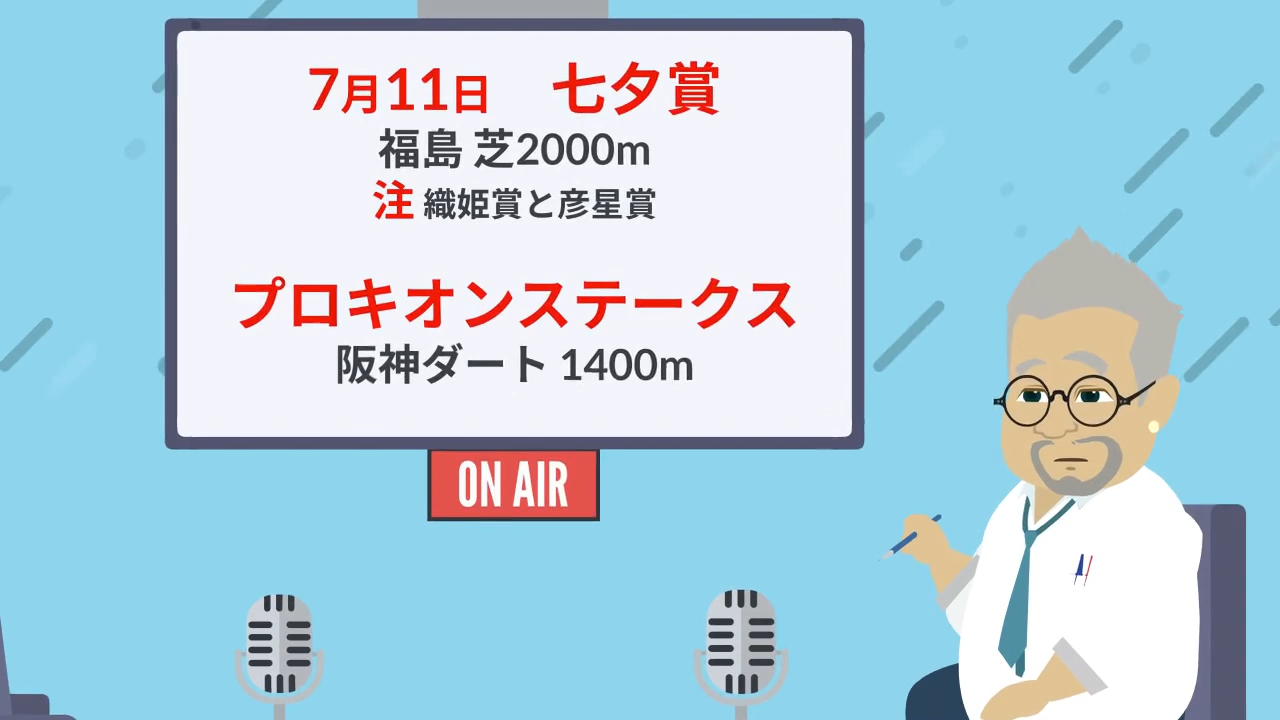 7月11日　七夕賞
福島 芝2000m
注 織姫賞と彦星賞
プロキオンステークス
阪神ダート 1400m
ON AIR